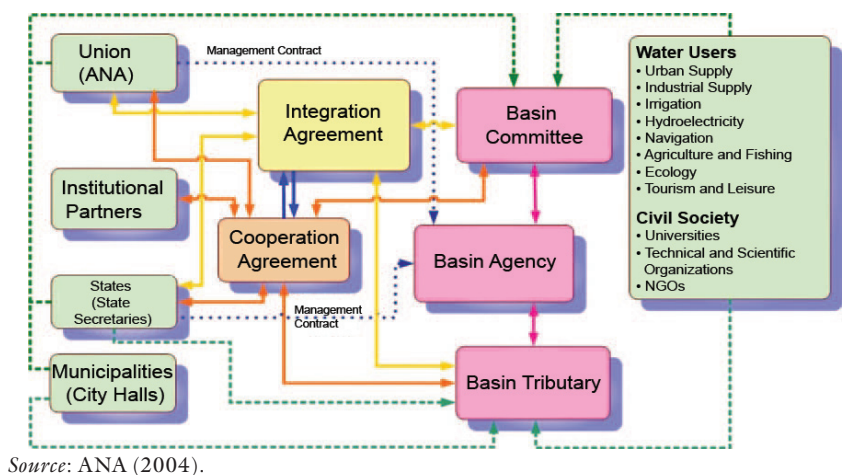 Union
(ANA)
Management Contract
Integration
Agreement
Basin
Committee
Water Users
• Urban Supply
• Industrial Supply
• Irrigation
• Hydroelectricity
• Navigation
• Agriculture and Fishing
• Ecology
• Tourism and Leisure
Civil Society
• Universities
• Technical and Scientific
Organizations
• NGOs
Institutional
Partners
Cooperation
Agreement
Basin Agency
States
(State
Secretaries)
Management
Contract
Municipalities
(City Halls)
Basin Tributary
Source: ANA (2004).